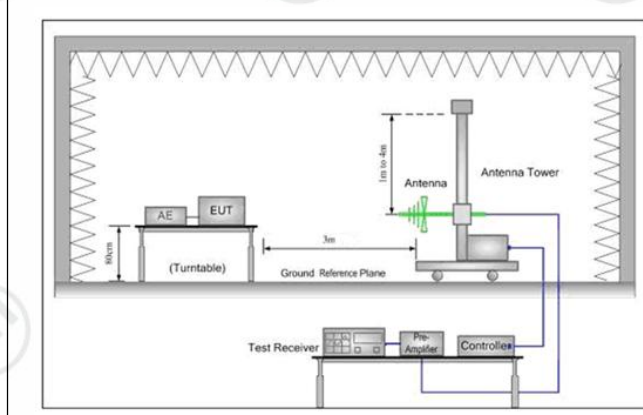 1m to 4m
Antenna
Antenna Tower
AE
EUT
80cm
(Turntable)
3m
Ground Reference Plane
Test Receiver
Pre-
Amplifier
Controller